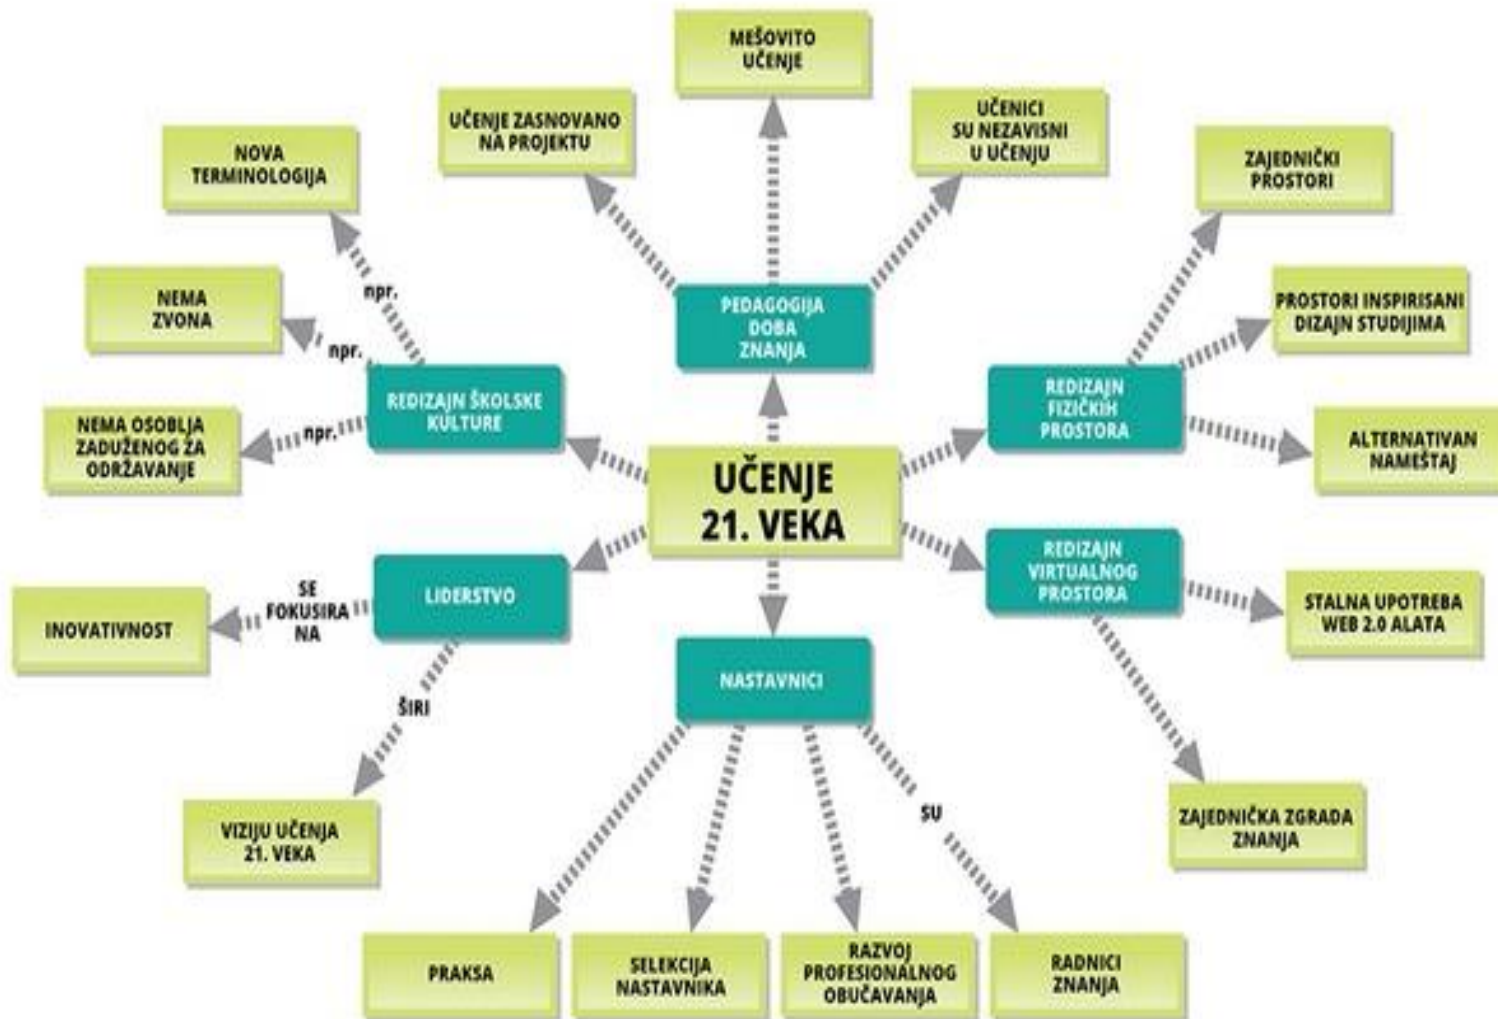 MEŠOVITO
UČENJE
UČENJE ZASNOVANO
NA PROJEKTU
UČENICI
SU NEZAVISNI
U UČENJU
NOVA
TERMINOLOGIJA
ZAJEDNIČKI
PROSTORI
npr.
NEMA
ZVONA
npr.
PEDAGOGIJA
DOBA
ZNANJA
PROSTORI INSPIRISANI
DIZAJN STUDIJIMA
REDIZAJN ŠKOLSKE
KULTURE
REDIZAJN
FIZIČKIH
PROSTORA
NEMA OSOBLJA
ZADUŽENOG ZA
ODRŽAVANJE
npr.
ALTERNATIVAN
NAMEŠTAJ
UČENJE
21. VEKA
REDIZAJN
VIRTUALNOG
PROSTORA
LIDERSTVO
SE
FOKUSIRA
NA
INOVATIVNOST
STALNA UPOTREBA
WEB 2.0 ALATA
NASTAVNICI
ŠIRI
SU
VIZIJU UČENJA
21. VEKA
ZAJEDNIČKA ZGRADA
ZNANJA
PRAKSA
SELEKCIJA
NASTAVNIKA
RAZVOJ
PROFESIONALNOG
OBUČAVANJA
RADNICI
ZNANJA